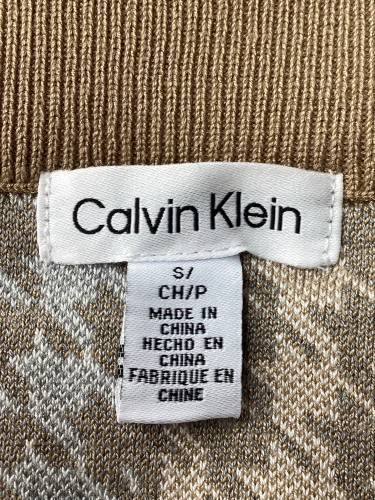 Calvin Klein
S/
CH/P
MADE IN
CHINA
HECHO EN
CHINA
FABRIQUE EN
CHINE